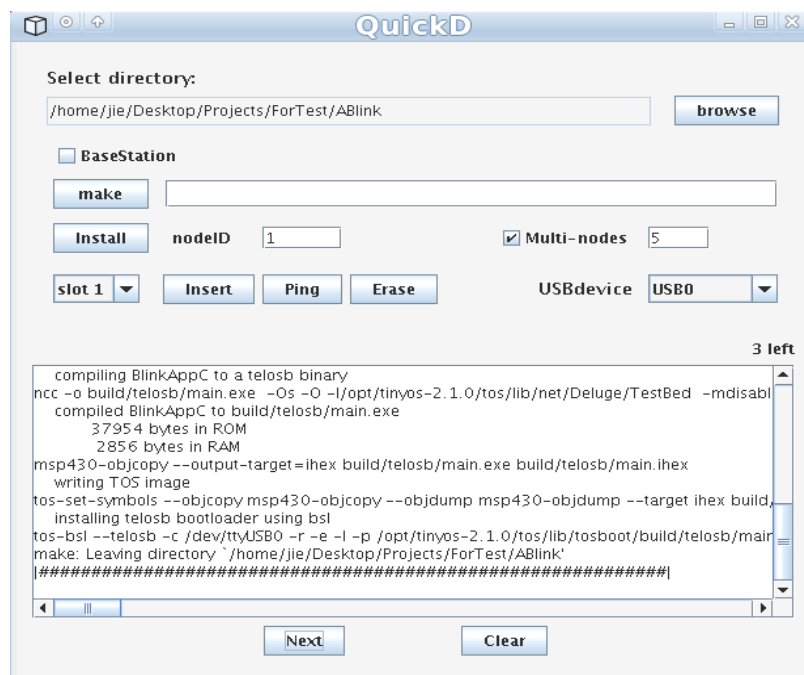 QuickD
Select directory:
/home/jie/Desktop/Projects/ForTest/ABlink
browse
BaseStation
make
Install nodeID 1 Multi-nodes 5
slot 1 Insert Ping Erase USBdevice USB0
3 left
compiling BlinkAppC to a telosb binary
ncc -o build/telosb/main.exe -Os -O -I/opt/tinyos-2.1.0/tos/lib/net/Deluge/TestBed -mdisabl
compiled BlinkAppC to build/telosb/main.exe
37954 bytes in ROM
2856 bytes in RAM
msp430-objcopy --output-target=ihex build/telosb/main.exe build/telosb/main.ihex
writing TOS image
tos-set-symbols --objcopy msp430-objcopy --objdump msp430-objdump --target ihex build/
installing telosb bootloader using bsl
tos-bsl --telosb -c /dev/ttyUSB0 -r -e -I -p /opt/tinyos-2.1.0/tos/lib/tosboot/build/telosb/main
make: Leaving directory `/home/jie/Desktop/Projects/ForTest/ABlink'
|############################################################|
Next Clear